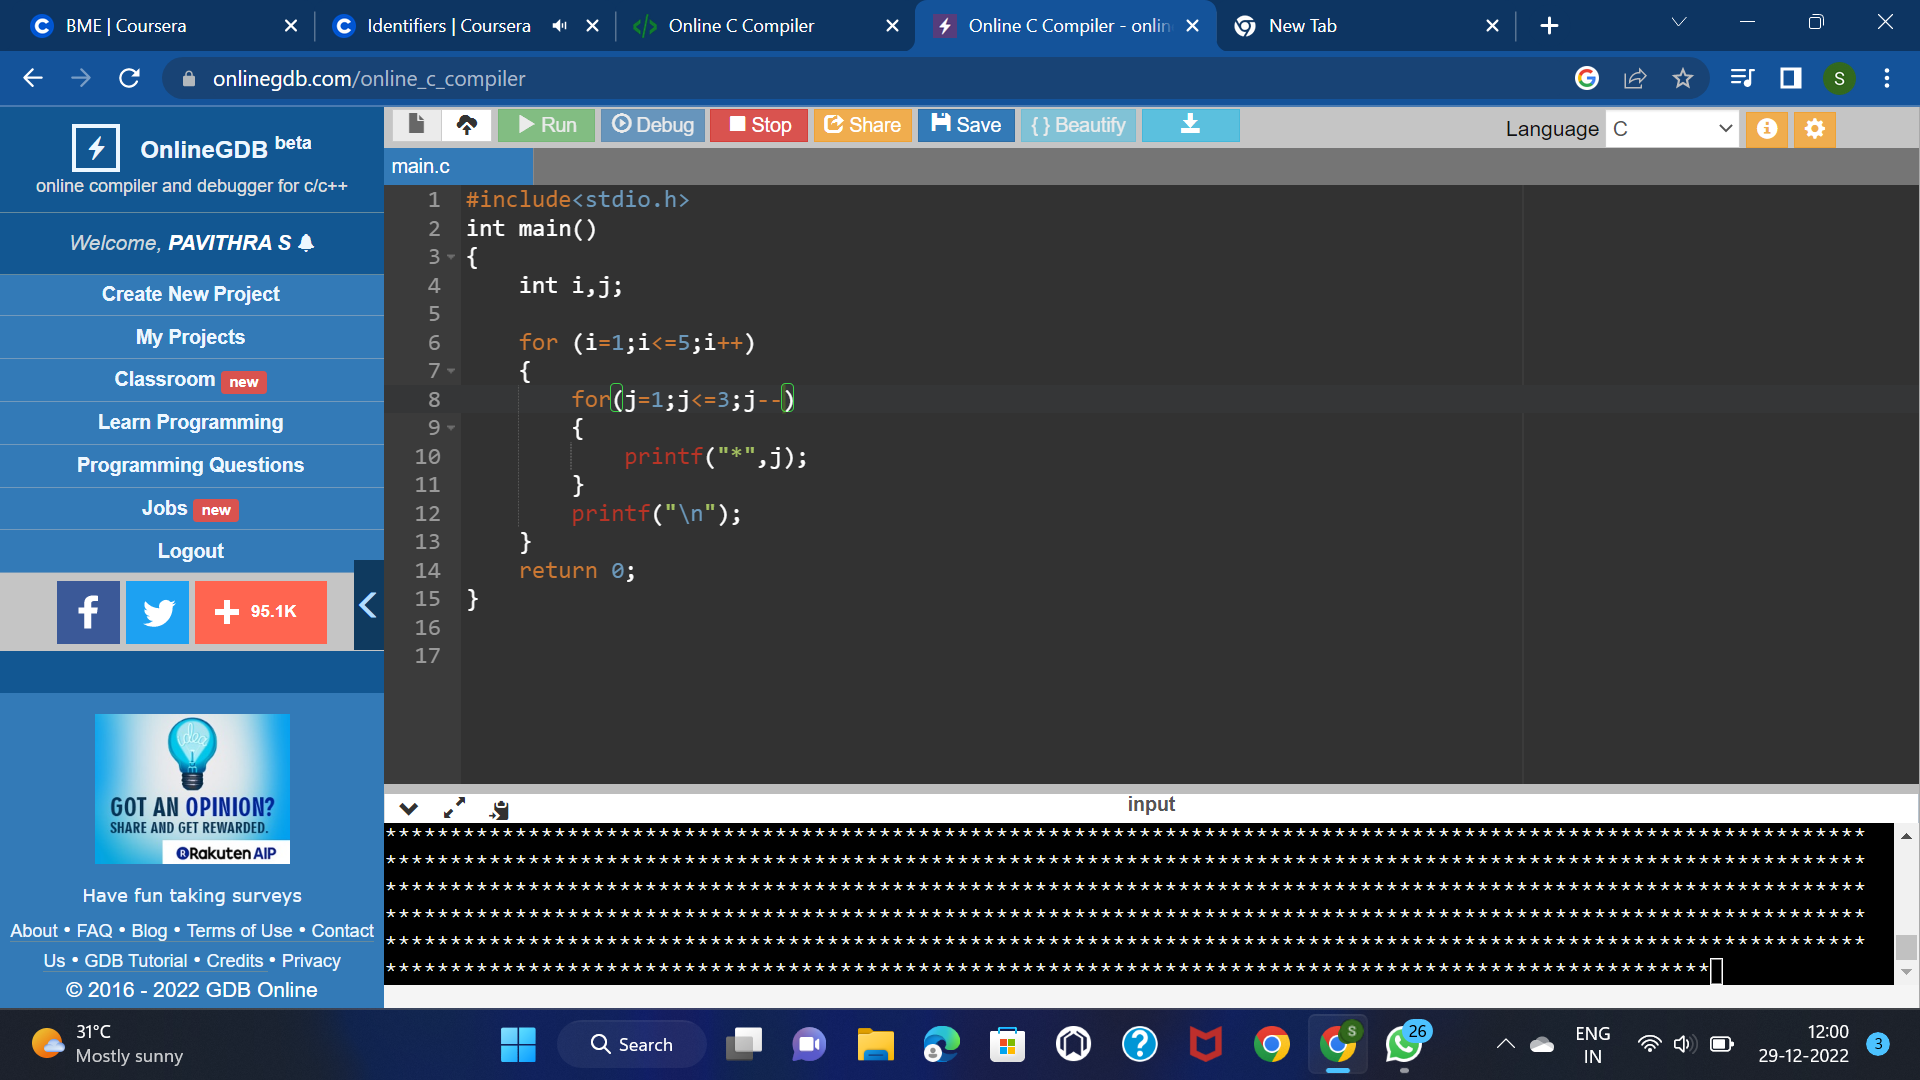 BME | Coursera
Identifiers | Coursera
Online C Compiler
Online C Compiler - onlin
New Tab
onlinegdb.com/online_c_compiler
S
OnlineGDB beta
online compiler and debugger for c/c++
Welcome, PAVITHRA S
Create New Project
My Projects
Classroom new
Learn Programming
Programming Questions
Jobs new
Logout
f
+ 95.1K
idea
GOT AN OPINION?
SHARE AND GET REWARDED.
Rakuten AIP
Have fun taking surveys
About • FAQ • Blog • Terms of Use • Contact
Us • GDB Tutorial • Credits • Privacy
© 2016 - 2022 GDB Online
Run
Debug
Stop
Share
Save
{ } Beautify
Language C
main.c
1 #include<stdio.h>
2 int main()
3 {
4     int i,j;
5
6     for (i=1;i<=5;i++)
7     {
8         for(j=1;j<=3;j--)
9         {
10             printf("*",j);
11         }
12         printf("\n");
13     }
14     return 0;
15 }
16
17
input
31°C
Mostly sunny
Search
S
26
ENG
IN
12:00
29-12-2022
3